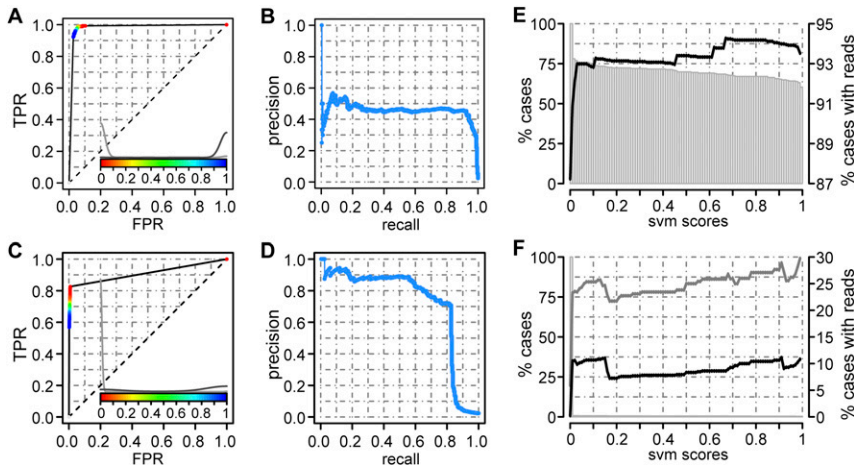 A
TPR
1.0
0.8
0.6
0.4
0.2
0.0
0 0.2 0.4 0.6 0.8 1
0.0 0.2 0.4 0.6 0.8 1.0
FPR
B
precision
1.0
0.8
0.6
0.4
0.2
0.0
0.0 0.2 0.4 0.6 0.8 1.0
recall
E
% cases
100
75
50
25
0
95
93
92
90
89
87
% cases with reads
0 0.2 0.4 0.6 0.8 1
svm scores
C
TPR
1.0
0.8
0.6
0.4
0.2
0.0
0 0.2 0.4 0.6 0.8 1
0.0 0.2 0.4 0.6 0.8 1.0
FPR
D
precision
1.0
0.8
0.6
0.4
0.2
0.0
0.0 0.2 0.4 0.6 0.8 1.0
recall
F
% cases
100
75
50
25
0
30
25
20
15
10
5
0
% cases with reads
0 0.2 0.4 0.6 0.8 1
svm scores